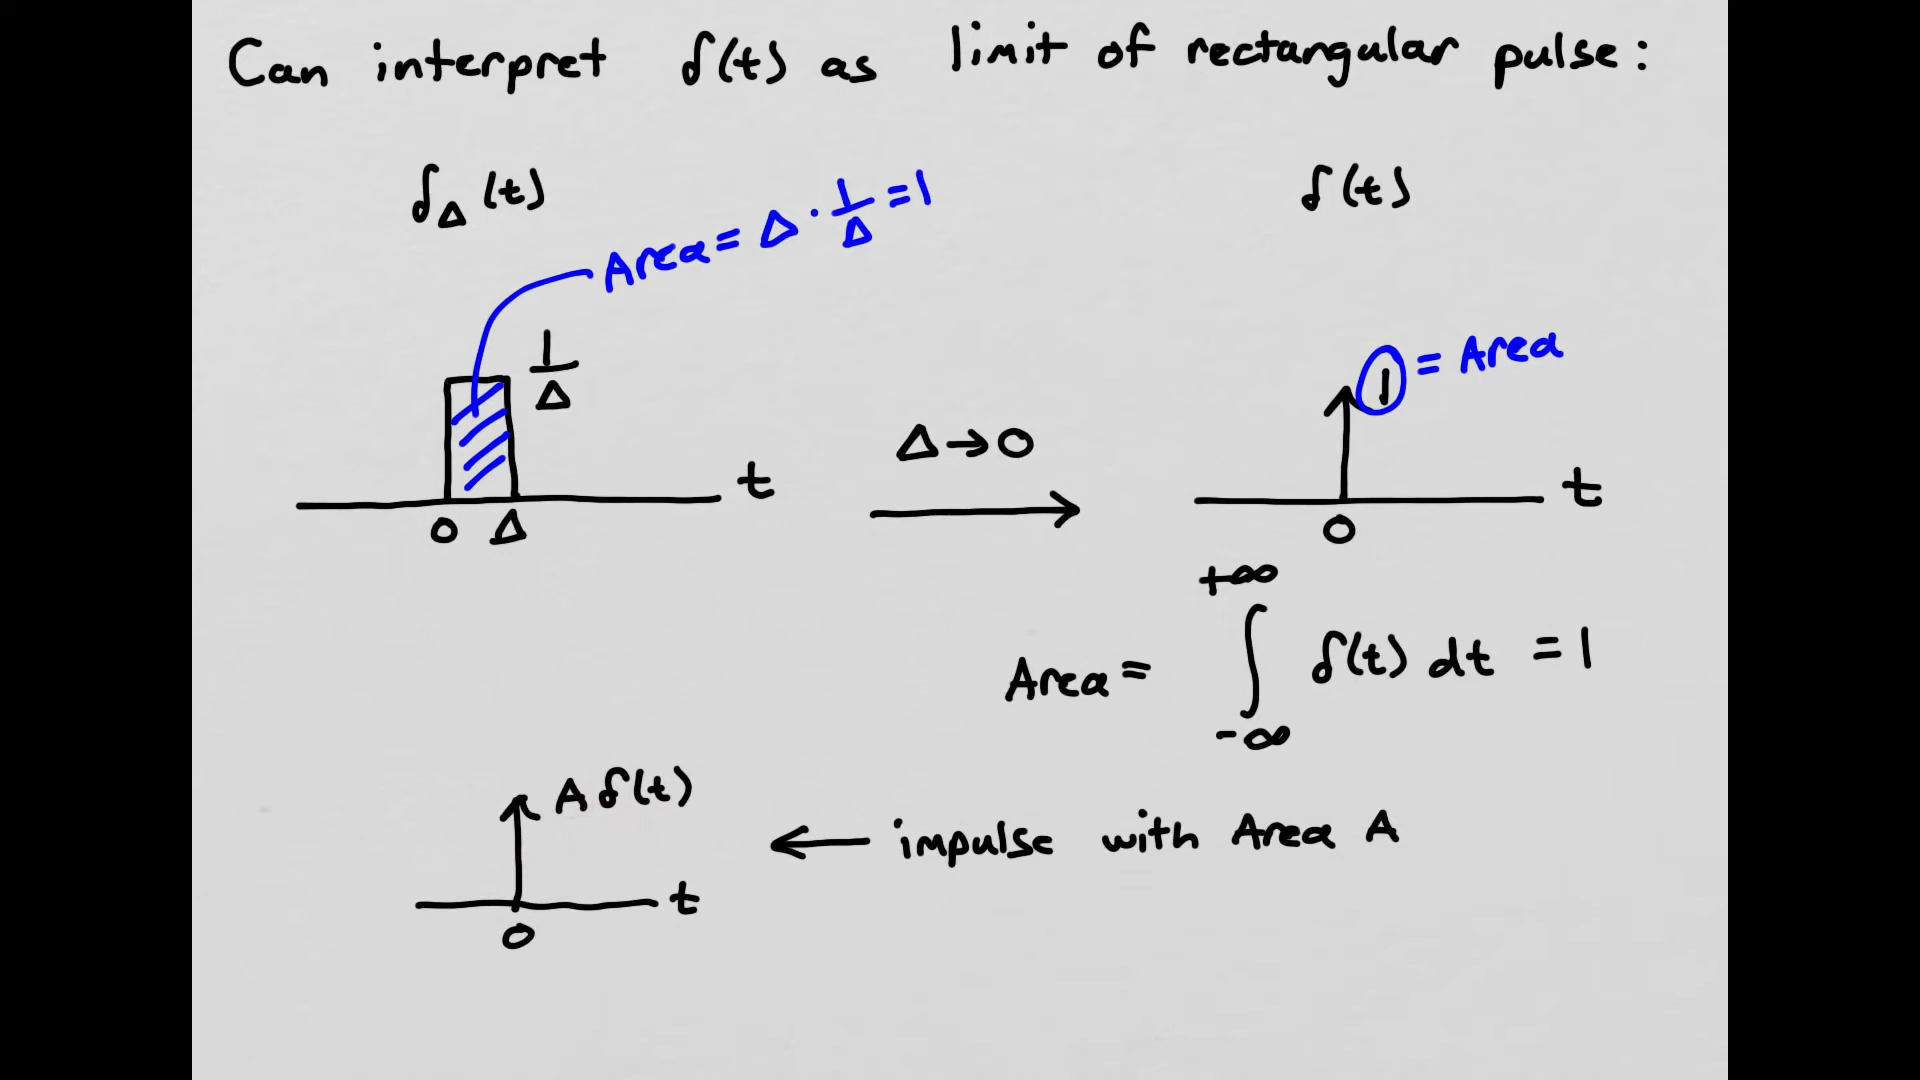 Can interpret δ(t) as limit of rectangular pulse:
δ_Δ(t)
Area = Δ · 1/Δ = 1
δ(t)
1/Δ
1 = Area
Δ → 0
t
t
0 Δ
0
Area = ∫_{-∞}^{+∞} δ(t) dt = 1
A δ(t)
← impulse with Area A
t
0